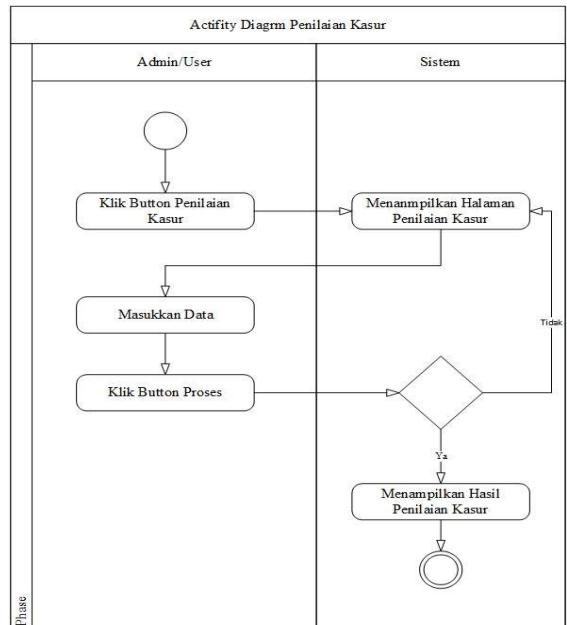 Actifity Diagrm Penilaian Kasur
Admin/User
Sistem
Klik Button Penilaian
Kasur
Menanmpilkan Halaman
Penilaian Kasur
Masukkan Data
Tidak
Klik Button Proses
Ya
Menampilkan Hasil
Penilaian Kasur
Phase